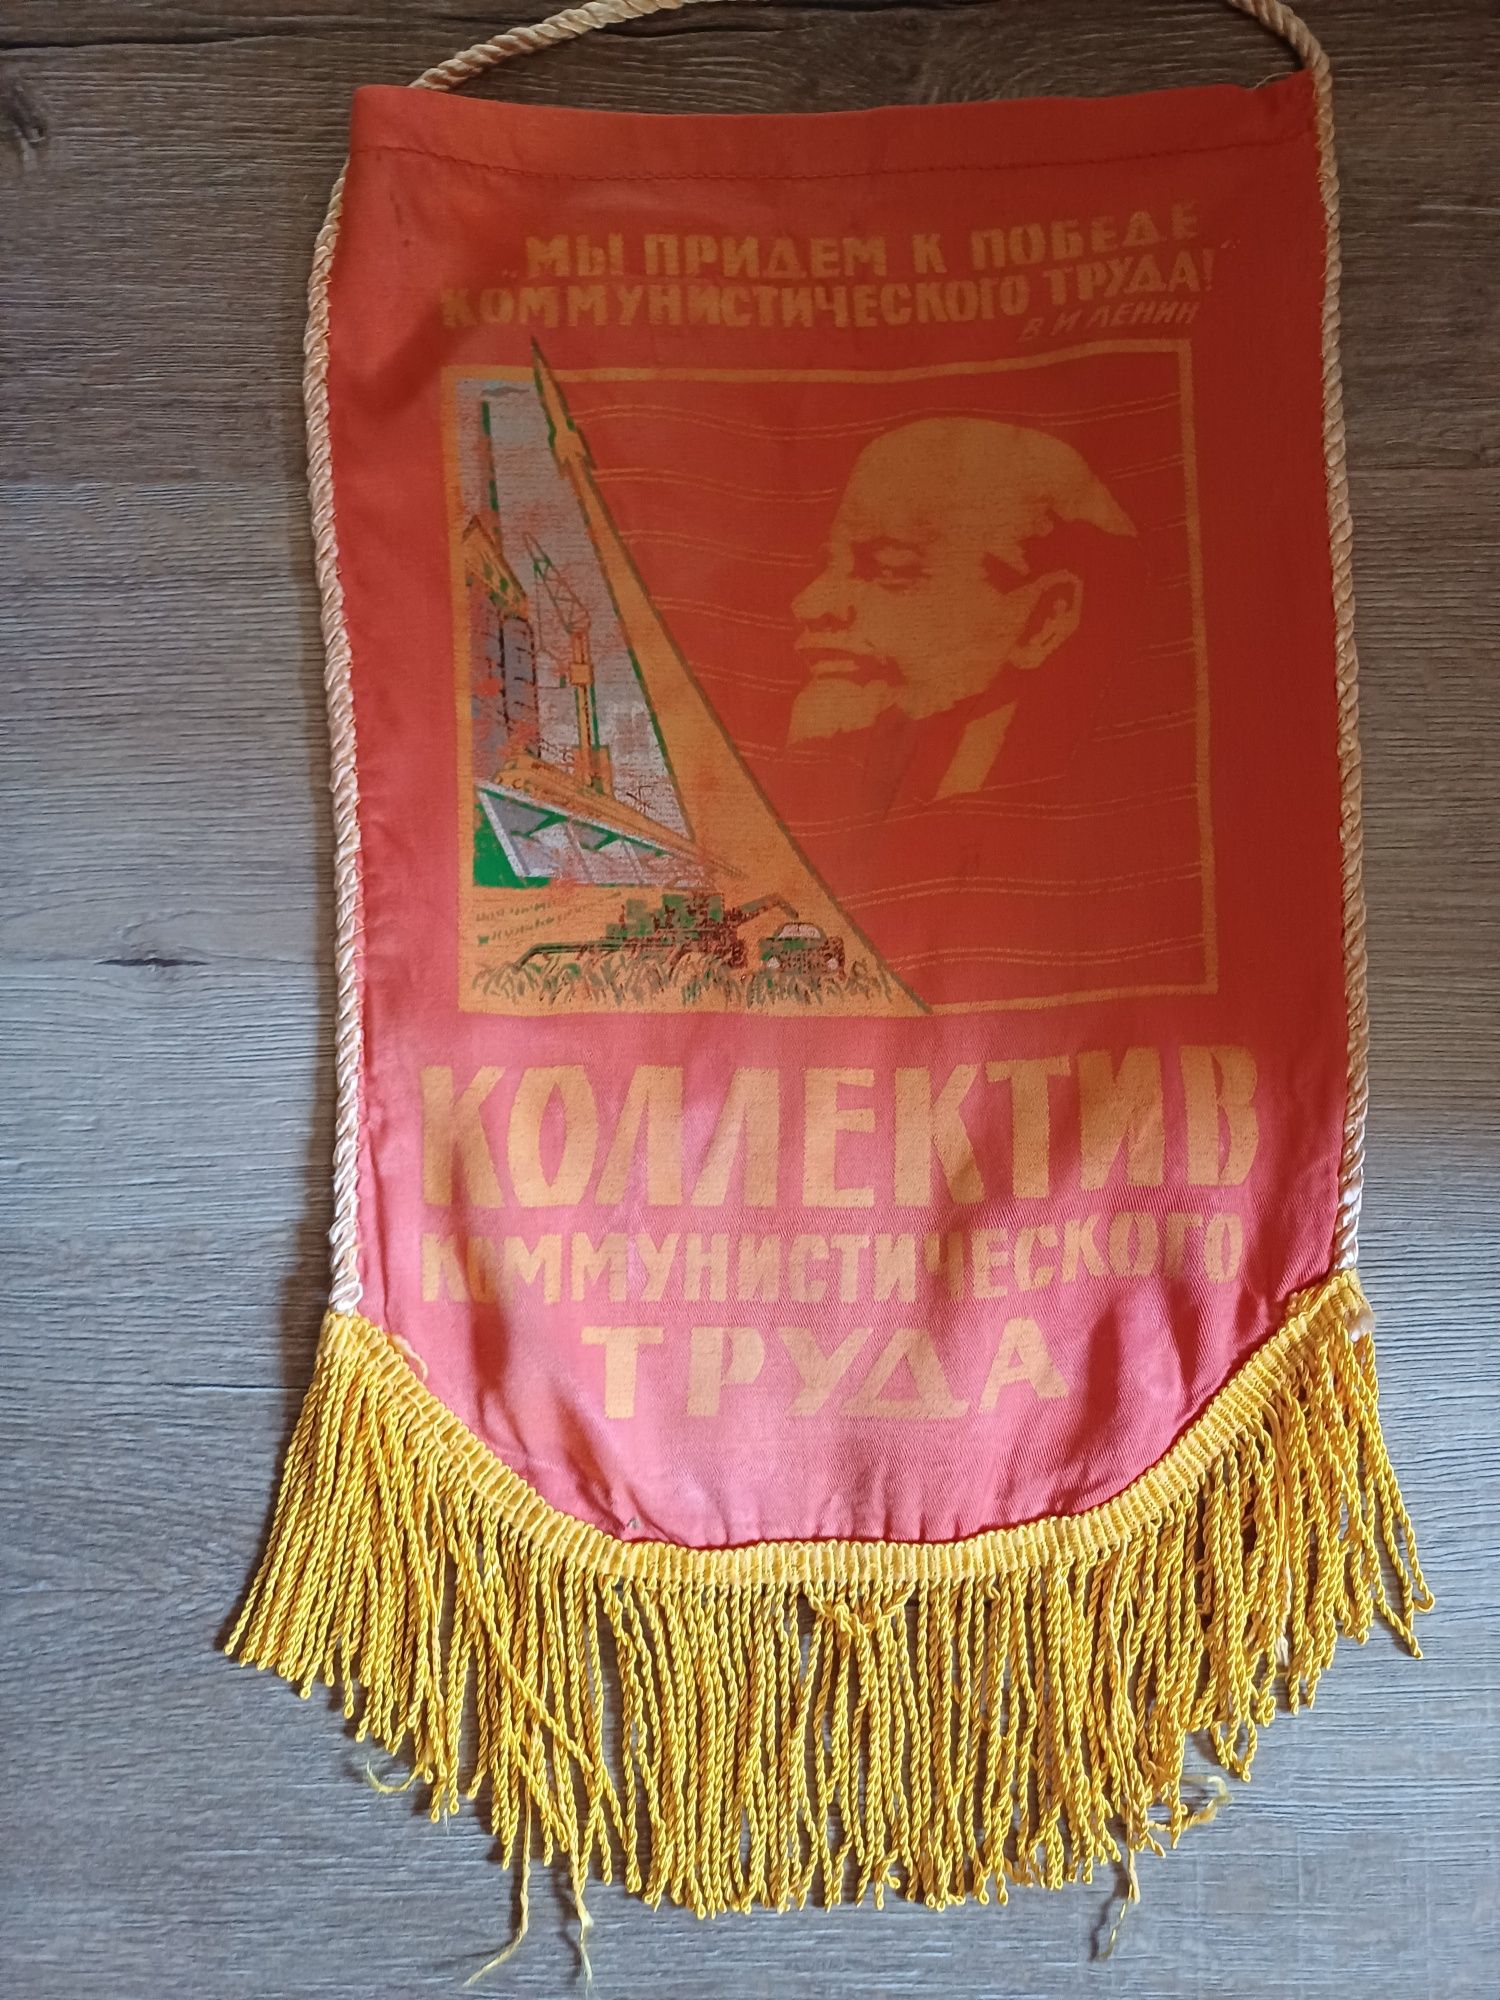 „МЫ ПРИДЕМ К ПОБЕДЕ
КОММУНИСТИЧЕСКОГО ТРУДА!"
В И ЛЕНИН
КОЛЛЕКТИВ
КОММУНИСТИЧЕСКОГО
ТРУДА